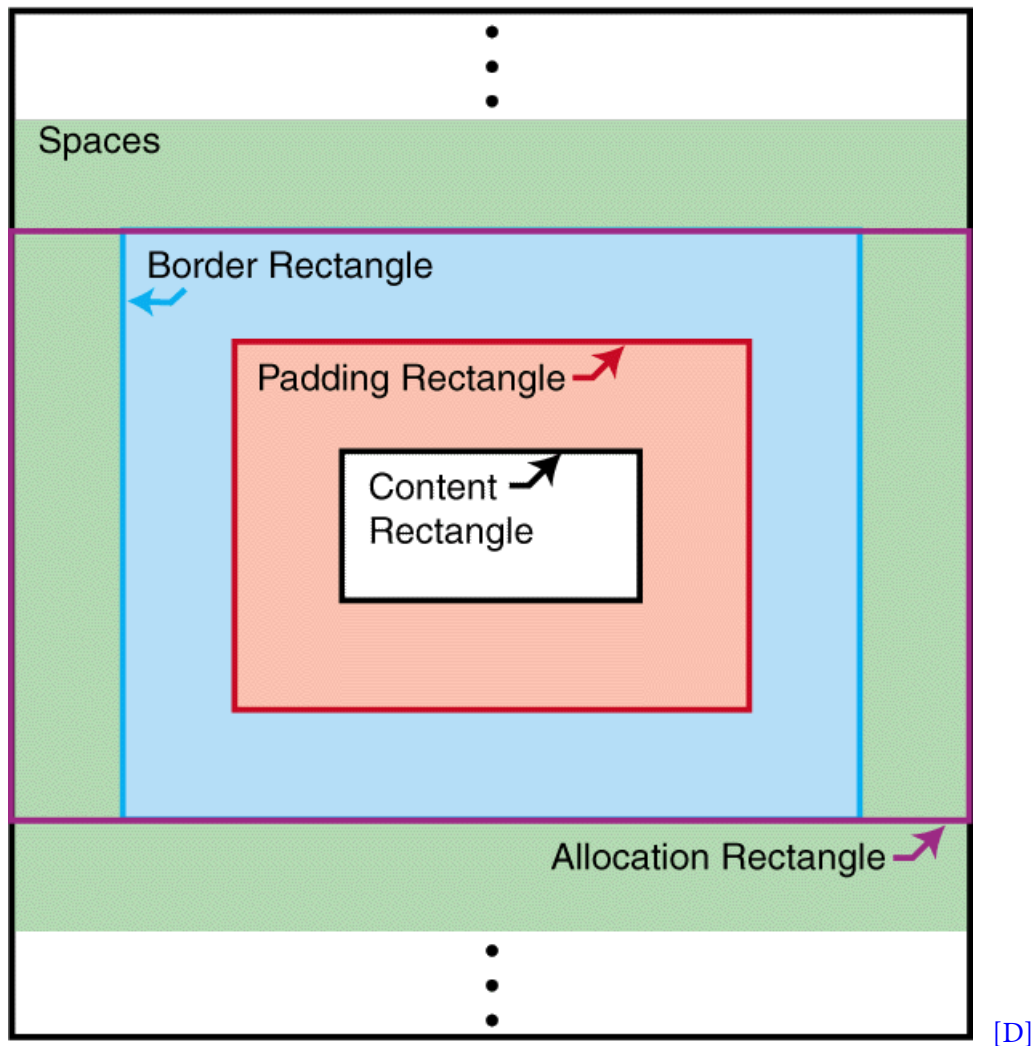 Spaces
Border Rectangle
Padding Rectangle
Content
Rectangle
Allocation Rectangle
[D]